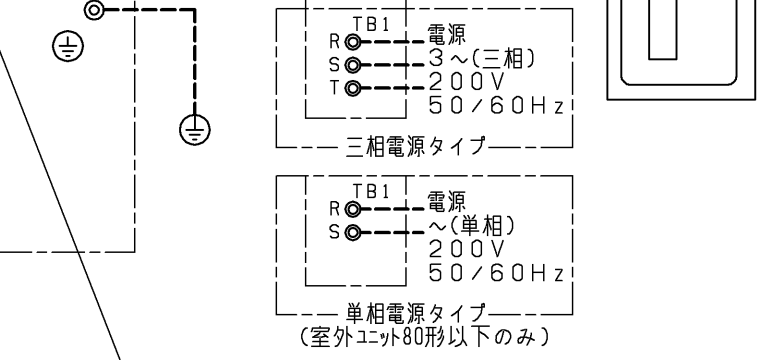 TB1
R 電源
S 3～(三相)
T 200V
50/60Hz
三相電源タイプ
TB1
R 電源
S ～(単相)
200V
50/60Hz
単相電源タイプ
(室外ユニット80形以下のみ)